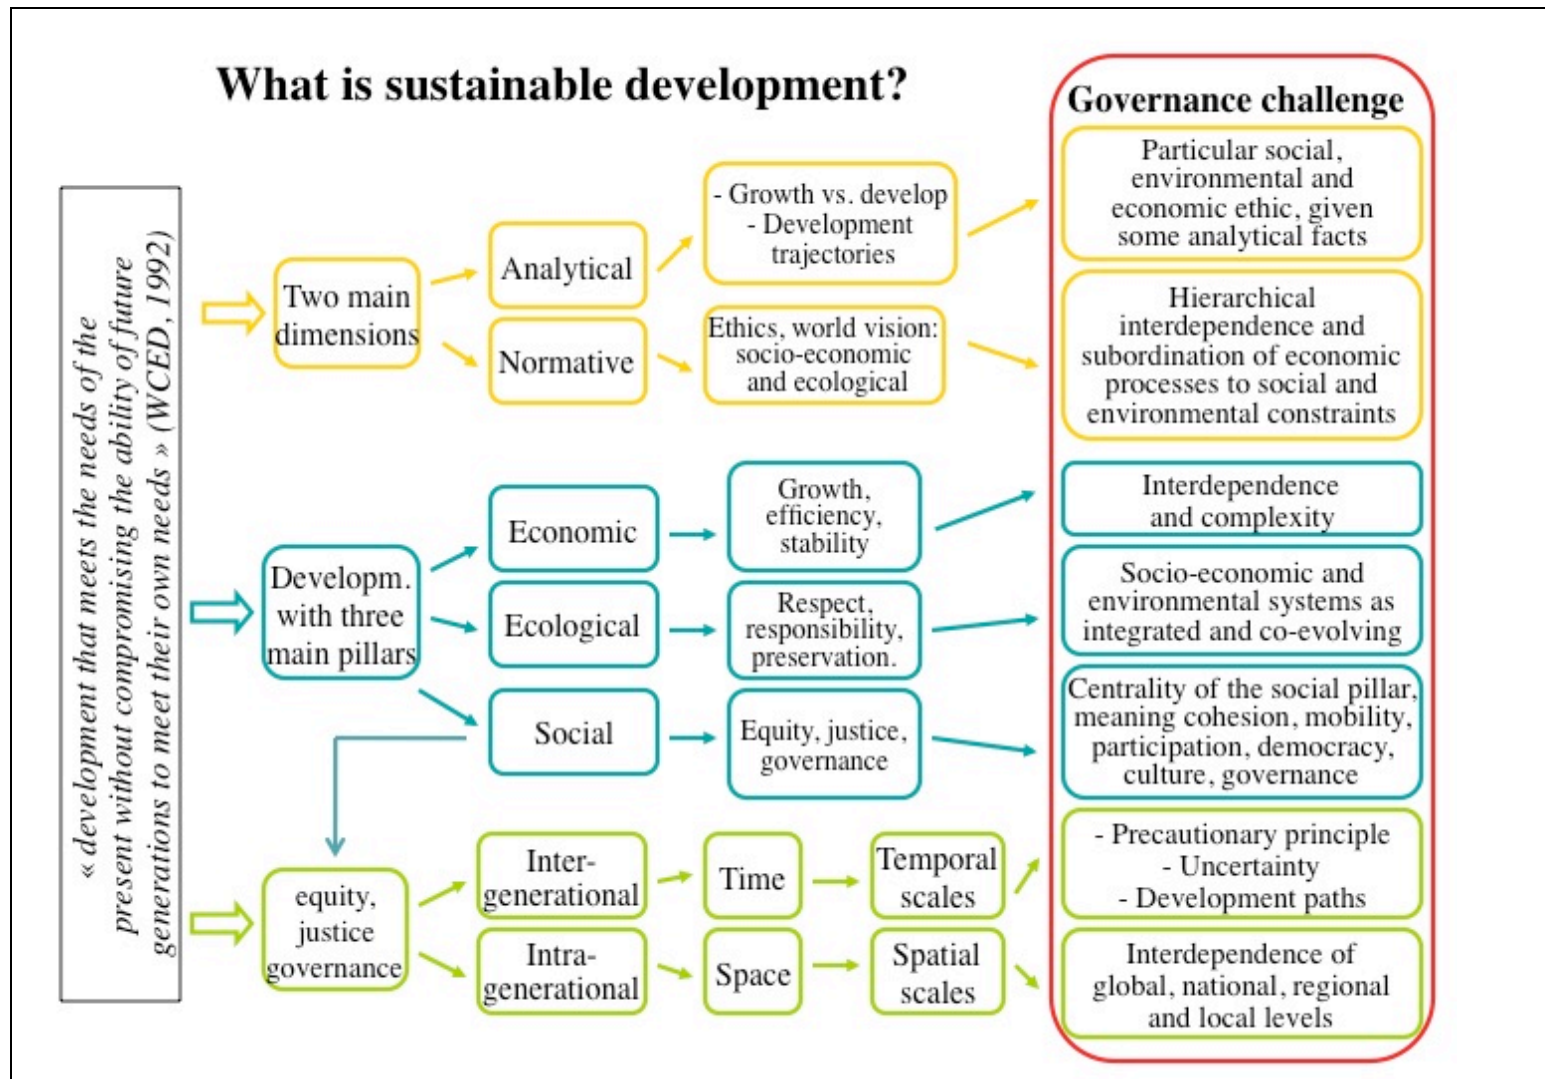 What is sustainable development?
« development that meets the needs of the
present without compromising the ability of future
generations to meet their own needs » (WCED, 1992)
Two main
dimensions
Analytical
Normative
- Growth vs. develop
- Development
trajectories
Ethics, world vision:
socio-economic
and ecological
Developm.
with three
main pillars
Economic
Ecological
Social
Growth,
efficiency,
stability
Respect,
responsibility,
preservation.
Equity, justice,
governance
equity,
justice
governance
Inter-
generational
Intra-
generational
Time
Space
Temporal
scales
Spatial
scales
Governance challenge
Particular social,
environmental and
economic ethic, given
some analytical facts
Hierarchical
interdependence and
subordination of economic
processes to social and
environmental constraints
Interdependence
and complexity
Socio-economic and
environmental systems as
integrated and co-evolving
Centrality of the social pillar,
meaning cohesion, mobility,
participation, democracy,
culture, governance
- Precautionary principle
- Uncertainty
- Development paths
Interdependence of
global, national, regional
and local levels